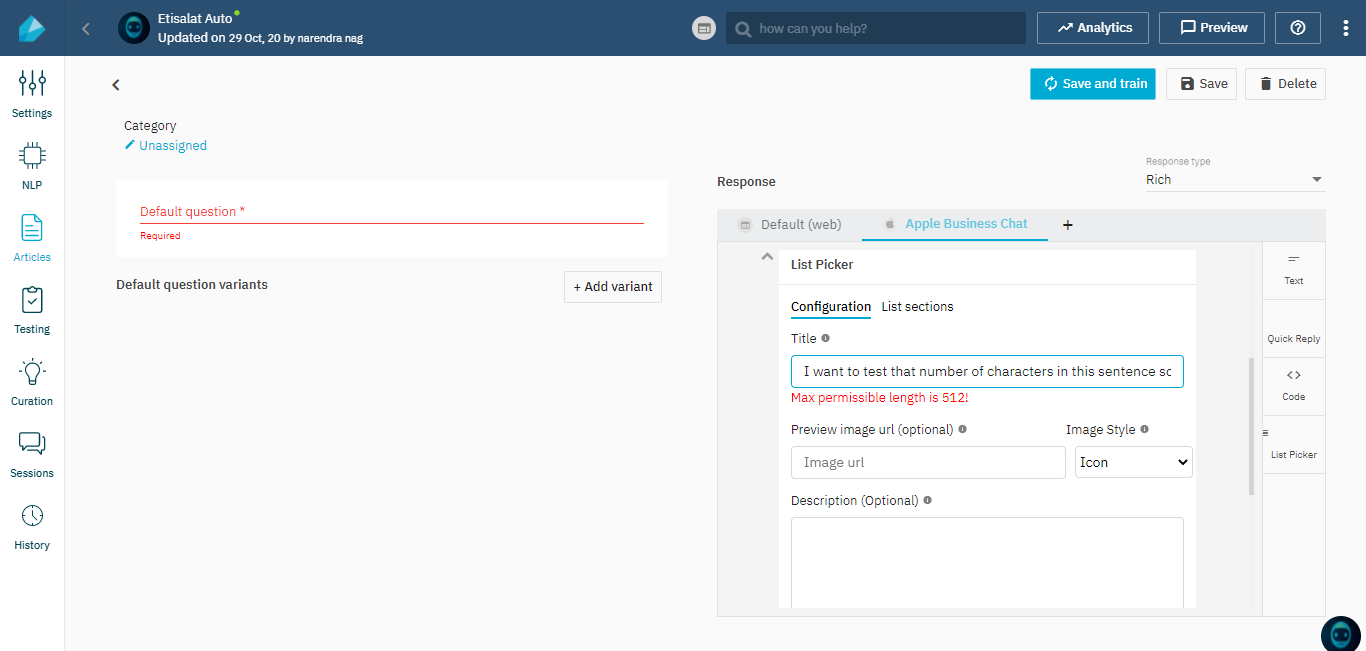 Etisalat Auto
Updated on 29 Oct, 20 by narendra nag
how can you help?
Analytics
Preview
Settings
NLP
Articles
Testing
Curation
Sessions
History
Save and train
Save
Delete
Category
Unassigned
Default question *
Required
Default question variants
+ Add variant
Response
Response type
Rich
Default (web)
Apple Business Chat
+
List Picker
Configuration
List sections
Title
I want to test that number of characters in this sentence sc
Max permissible length is 512!
Preview image url (optional)
Image Style
Image url
Icon
Description (Optional)
Text
Quick Reply
Code
List Picker